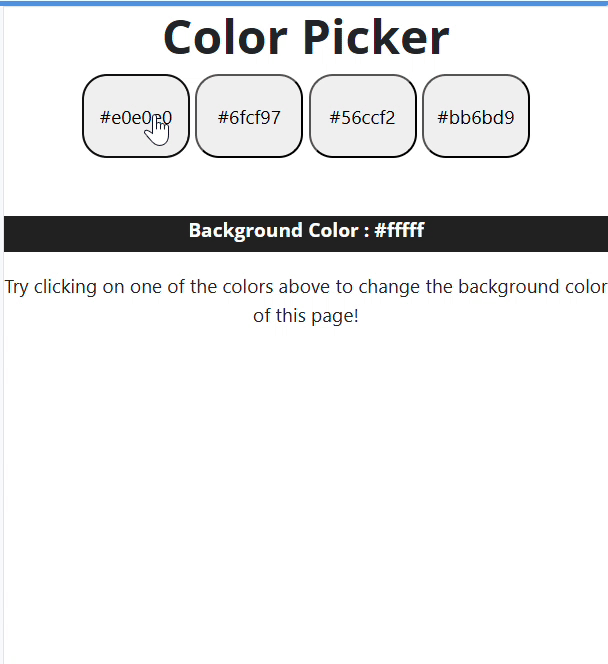 Color Picker
#e0e0e0 #6fcf97 #56ccf2 #bb6bd9
Background Color : #fffff
Try clicking on one of the colors above to change the background color
of this page!